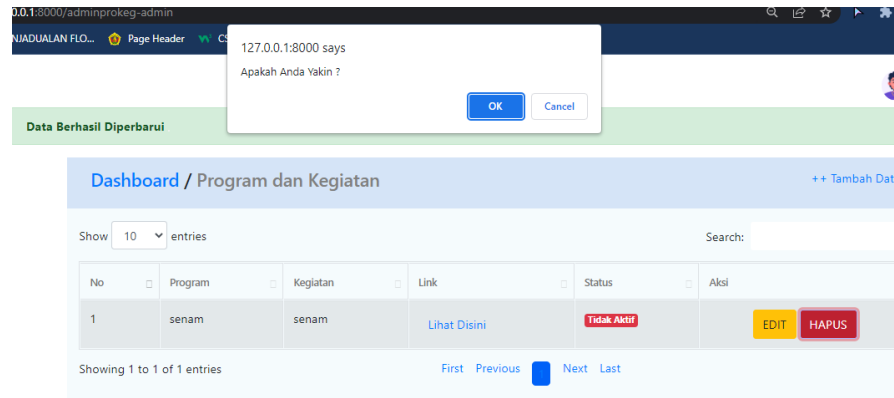 0.0.1:8000/adminprokeg-admin
NJADUALAN FLO... Page Header CS
127.0.0.1:8000 says
Apakah Anda Yakin ?
OK Cancel
Data Berhasil Diperbarui
Dashboard / Program dan Kegiatan
++ Tambah Dat
Show 10 entries
Search:
No Program Kegiatan Link Status Aksi
1 senam senam Lihat Disini Tidak Aktif EDIT HAPUS
Showing 1 to 1 of 1 entries
First Previous 1 Next Last